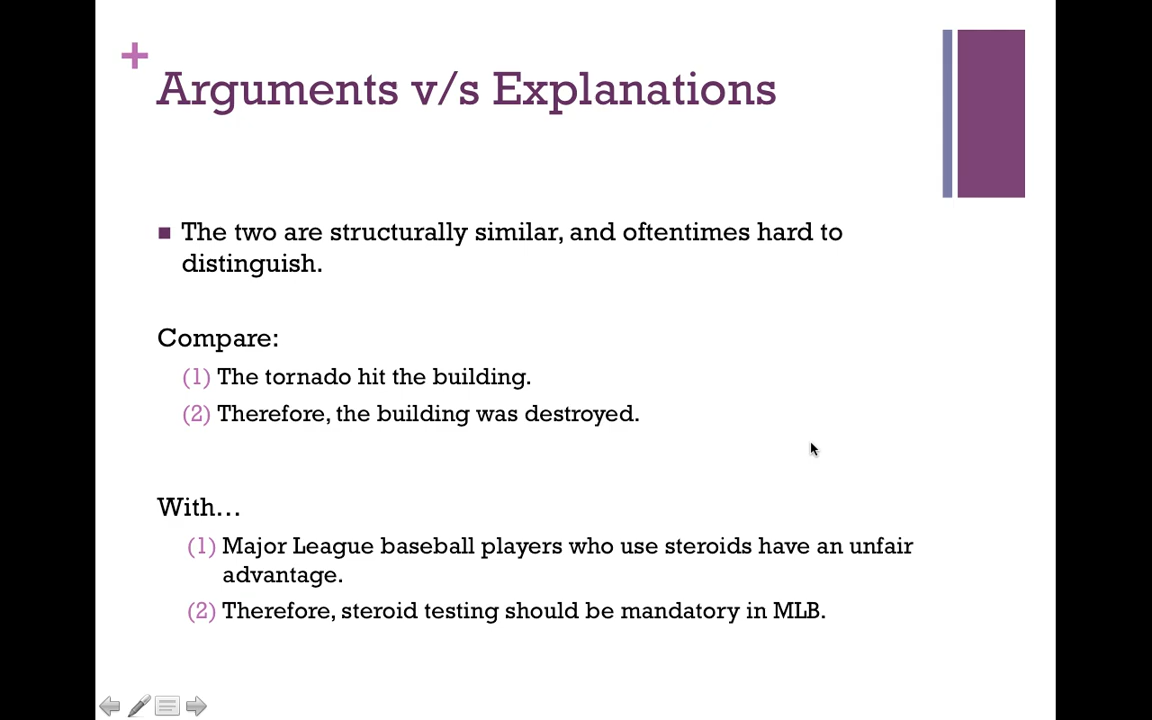 +
Arguments v/s Explanations
■ The two are structurally similar, and oftentimes hard to
distinguish.
Compare:
(1) The tornado hit the building.
(2) Therefore, the building was destroyed.
With…
(1) Major League baseball players who use steroids have an unfair
advantage.
(2) Therefore, steroid testing should be mandatory in MLB.